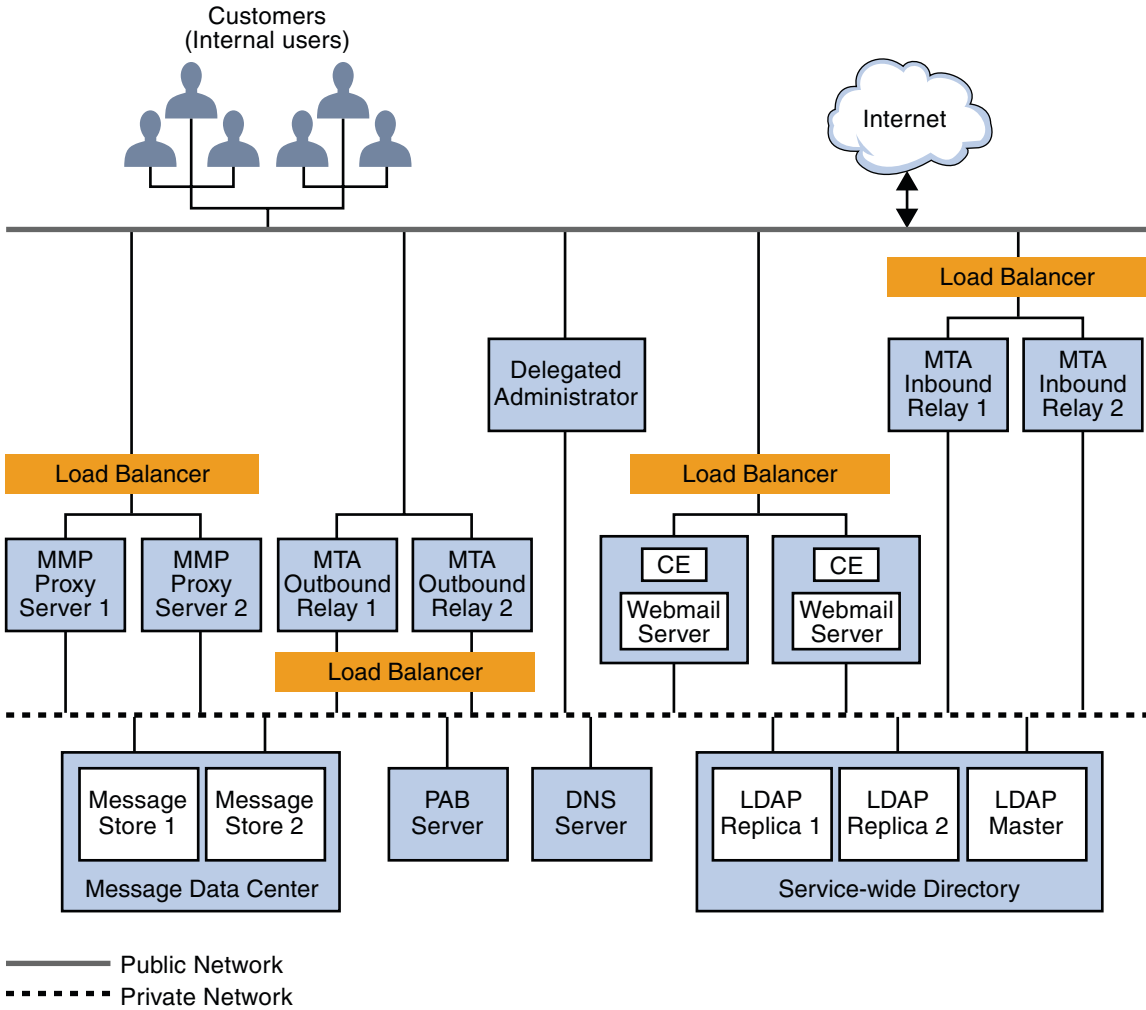 Customers
(Internal users)
Internet
Load Balancer
MTA
Inbound
Relay 1
MTA
Inbound
Relay 2
Delegated
Administrator
Load Balancer
Load Balancer
MMP
Proxy
Server 1
MMP
Proxy
Server 2
MTA
Outbound
Relay 1
MTA
Outbound
Relay 2
CE
Webmail
Server
CE
Webmail
Server
Load Balancer
Message
Store 1
Message
Store 2
Message Data Center
PAB
Server
DNS
Server
LDAP
Replica 1
LDAP
Replica 2
LDAP
Master
Service-wide Directory
Public Network
Private Network